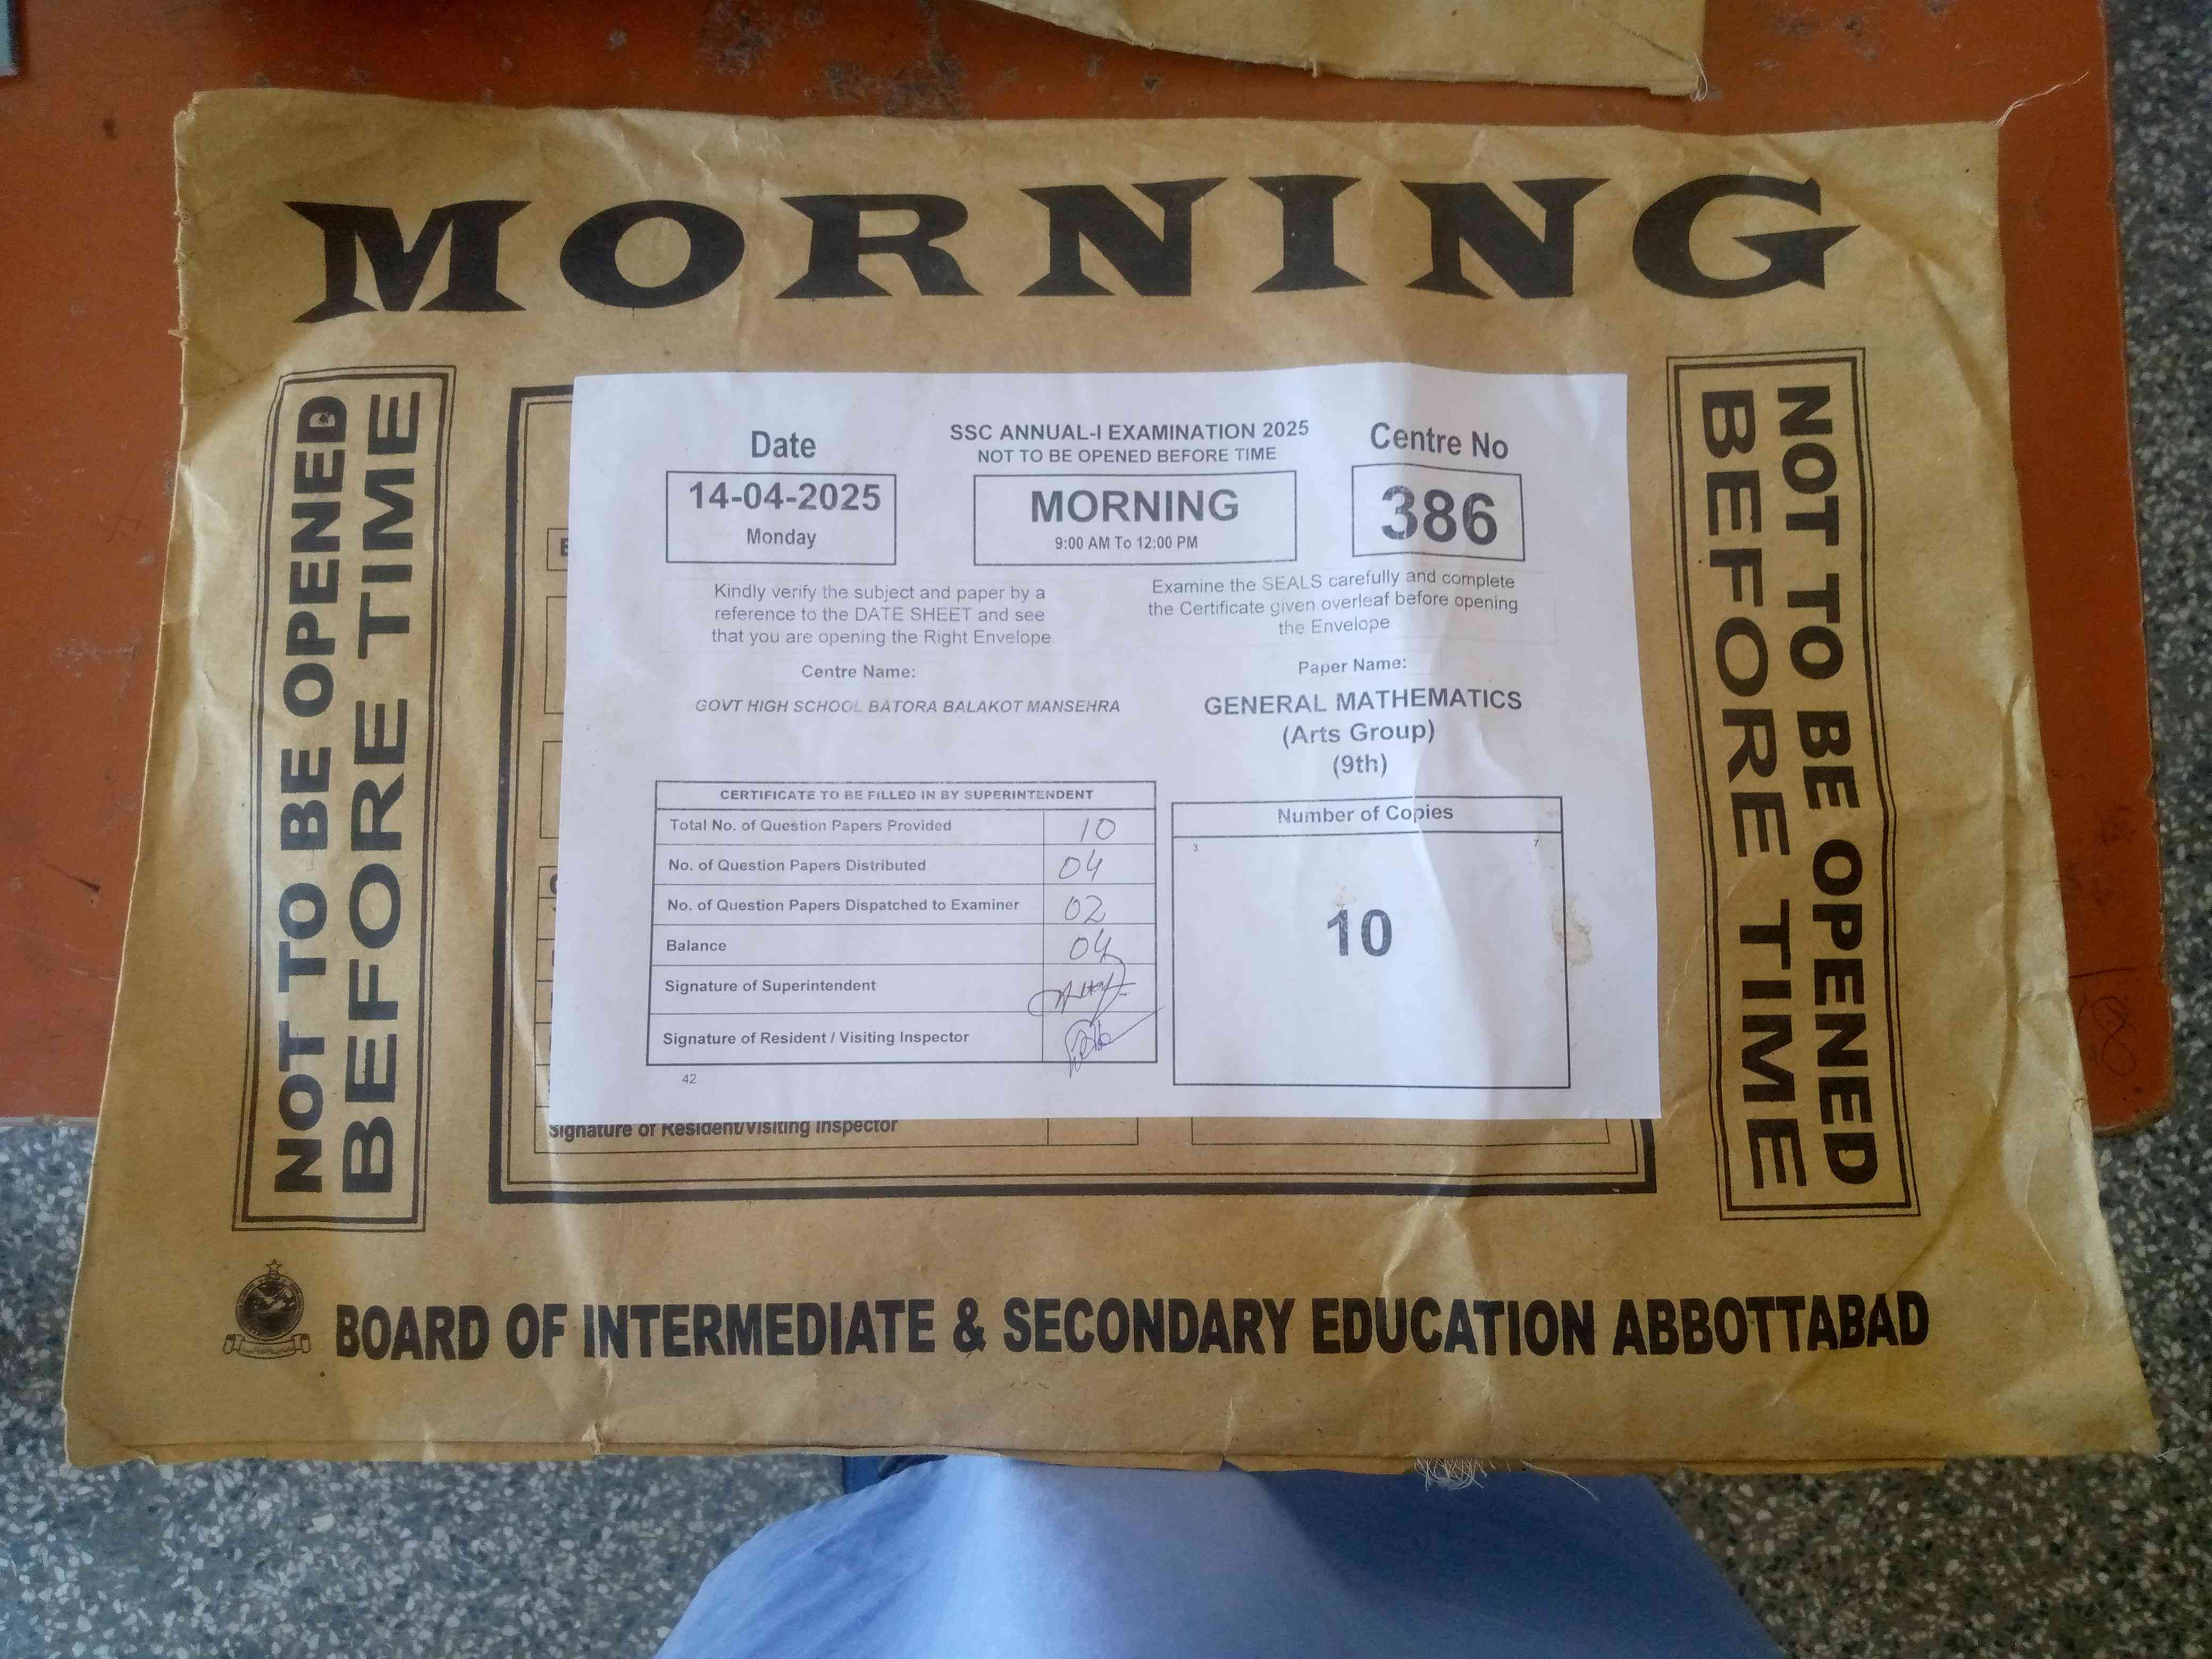 MORNING
NOT TO BE OPENED
BEFORE TIME
Date
14-04-2025
Monday
SSC ANNUAL-I EXAMINATION 2025
NOT TO BE OPENED BEFORE TIME
MORNING
9:00 AM To 12:00 PM
Centre No
386
Kindly verify the subject and paper by a
reference to the DATE SHEET and see
that you are opening the Right Envelope
Examine the SEALS carefully and complete
the Certificate given overleaf before opening
the Envelope
Centre Name:
GOVT HIGH SCHOOL BATORA BALAKOT MANSEHRA
Paper Name:
GENERAL MATHEMATICS
(Arts Group)
(9th)
CERTIFICATE TO BE FILLED IN BY SUPERINTENDENT
Total No. of Question Papers Provided 10
No. of Question Papers Distributed 04
No. of Question Papers Dispatched to Examiner 02
Balance 04
Signature of Superintendent
Signature of Resident / Visiting Inspector
42
Number of Copies
3 7
10
Signature of Resident/Visiting Inspector
NOT TO BE OPENED
BEFORE TIME
BOARD OF INTERMEDIATE & SECONDARY EDUCATION ABBOTTABAD